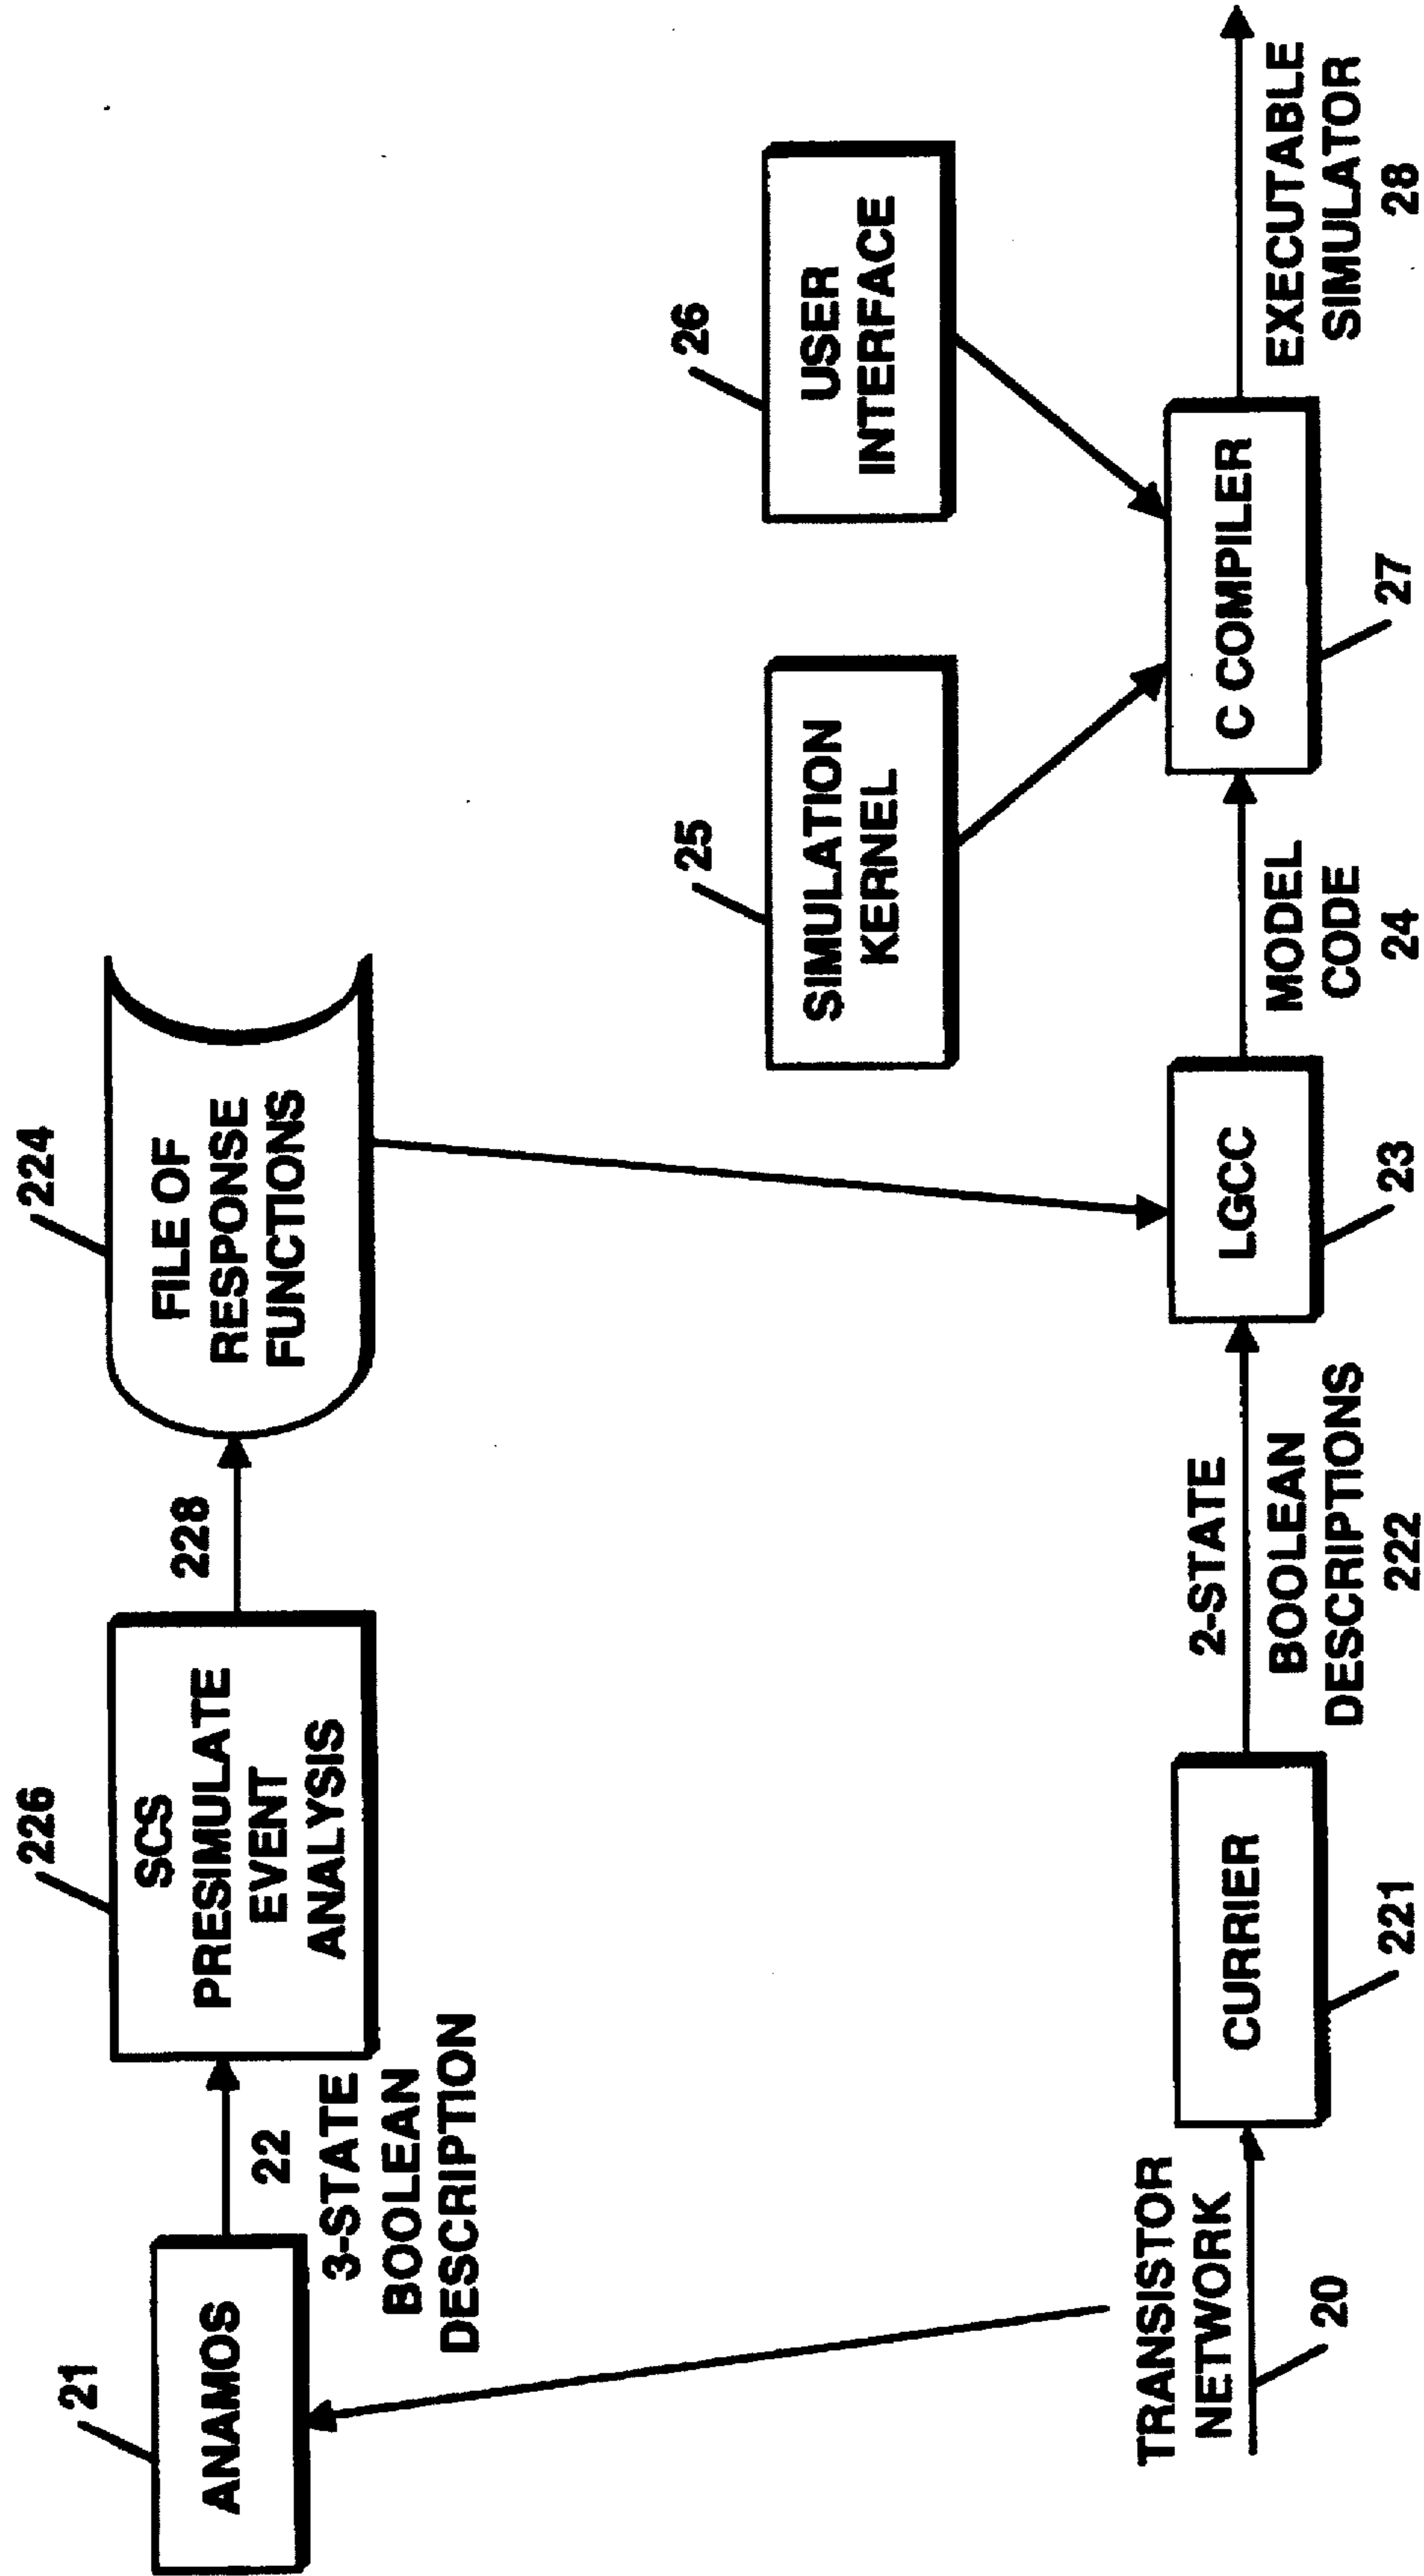 21
ANAMOS
22
3-STATE
BOOLEAN
DESCRIPTION
226
SCS
PRESIMULATE
EVENT
ANALYSIS
228
224
FILE OF
RESPONSE
FUNCTIONS
TRANSISTOR
NETWORK
20
CURRIER
221
2-STATE
BOOLEAN
DESCRIPTIONS
222
LGCC
23
MODEL
CODE
24
25
SIMULATION
KERNEL
26
USER
INTERFACE
C COMPILER
27
EXECUTABLE
SIMULATOR
28